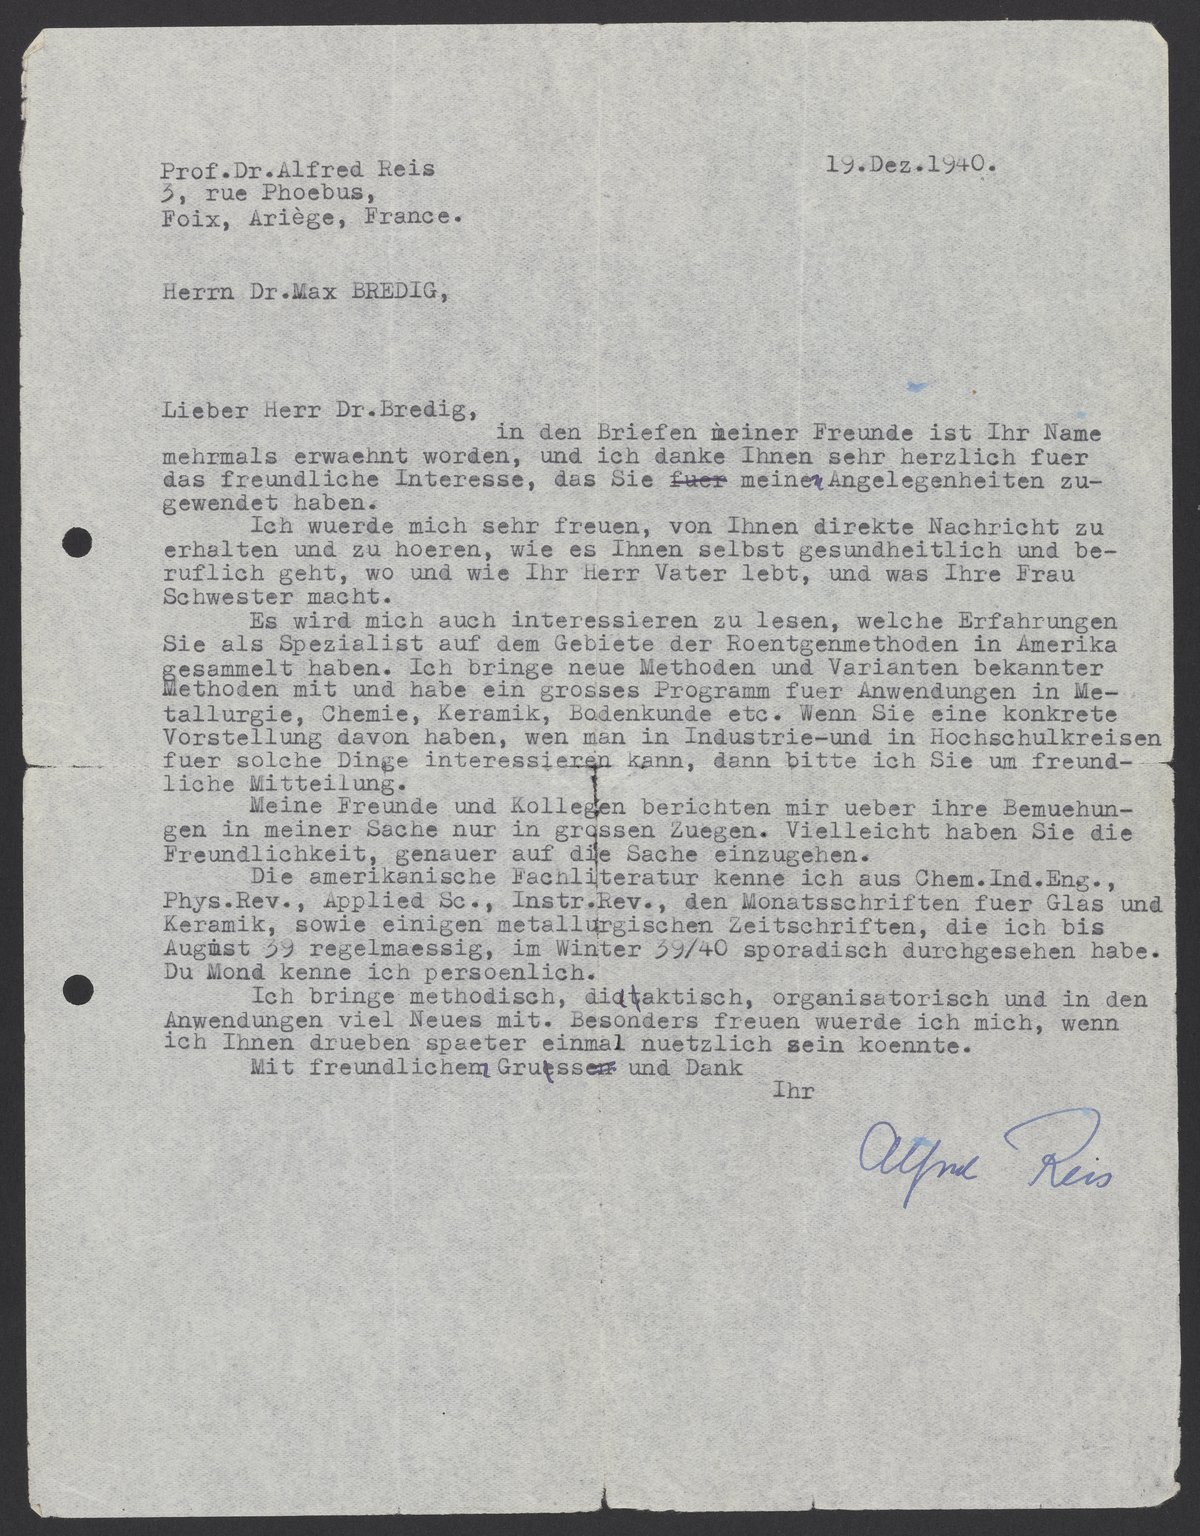 Prof.Dr.Alfred Reis
19.Dez.1940.
3, rue Phoebus,
Foix, Ariège, France.
Herrn Dr.Max BREDIG,
Lieber Herr Dr.Bredig,
in den Briefen meiner Freunde ist Ihr Name
mehrmals erwaehnt worden, und ich danke Ihnen sehr herzlich fuer
das freundliche Interesse, das Sie fuer meinen Angelegenheiten zu-
gewendet haben.
Ich wuerde mich sehr freuen, von Ihnen direkte Nachricht zu
erhalten und zu hoeren, wie es Ihnen selbst gesundheitlich und be-
ruflich geht, wo und wie Ihr Herr Vater lebt, und was Ihre Frau
Schwester macht.
Es wird mich auch interessieren zu lesen, welche Erfahrungen
Sie als Spezialist auf dem Gebiete der Roentgenmethoden in Amerika
gesammelt haben. Ich bringe neue Methoden und Varianten bekannter
Methoden mit und habe ein grosses Programm fuer Anwendungen in Me-
tallurgie, Chemie, Keramik, Bodenkunde etc. Wenn Sie eine konkrete
Vorstellung davon haben, wen man in Industrie-und in Hochschulkreisen
fuer solche Dinge interessieren kann, dann bitte ich Sie um freund-
liche Mitteilung.
Meine Freunde und Kollegen berichten mir ueber ihre Bemuehun-
gen in meiner Sache nur in grossen Zuegen. Vielleicht haben Sie die
Freundlichkeit, genauer auf die Sache einzugehen.
Die amerikanische Fachliteratur kenne ich aus Chem.Ind.Eng.,
Phys.Rev., Applied Sc., Instr.Rev., den Monatsschriften fuer Glas und
Keramik, sowie einigen metallurgischen Zeitschriften, die ich bis
August 39 regelmaessig, im Winter 39/40 sporadisch durchgesehen habe.
Du Mond kenne ich persoenlich.
Ich bringe methodisch, didaktisch, organisatorisch und in den
Anwendungen viel Neues mit. Besonders freuen wuerde ich mich, wenn
ich Ihnen drueben spaeter einmal nuetzlich sein koennte.
Mit freundlichen Gruessen und Dank
Ihr
Alfred Reis